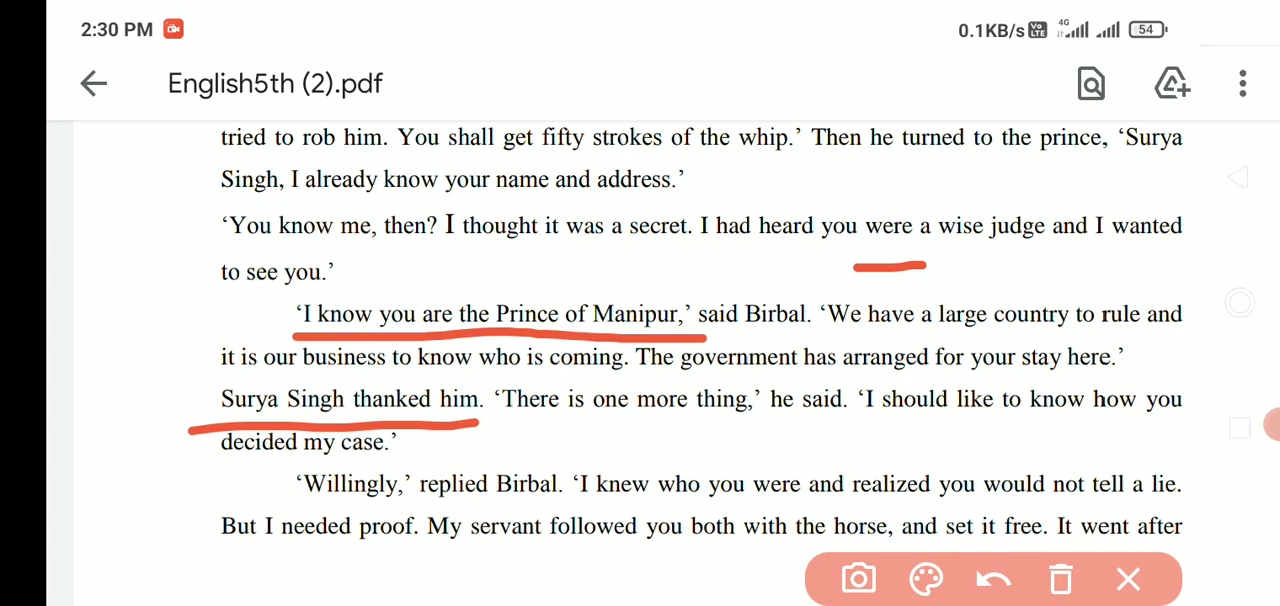 2:30 PM
0.1KB/s Vo LTE 4G 54
English5th (2).pdf
tried to rob him. You shall get fifty strokes of the whip.’ Then he turned to the prince, ‘Surya
Singh, I already know your name and address.’
‘You know me, then? I thought it was a secret. I had heard you were a wise judge and I wanted
to see you.’
‘I know you are the Prince of Manipur,’ said Birbal. ‘We have a large country to rule and
it is our business to know who is coming. The government has arranged for your stay here.’
Surya Singh thanked him. ‘There is one more thing,’ he said. ‘I should like to know how you
decided my case.’
‘Willingly,’ replied Birbal. ‘I knew who you were and realized you would not tell a lie.
But I needed proof. My servant followed you both with the horse, and set it free. It went after